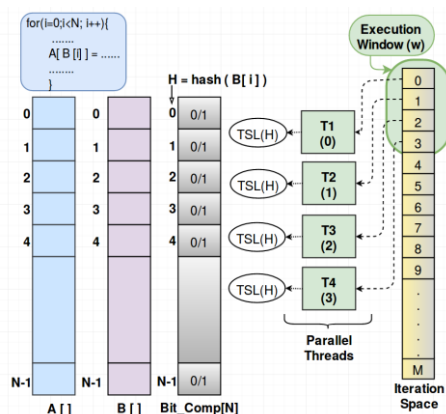 for(i=0;i<N; i++){
.......
A[ B [i] ] = ......
........
}
Execution
Window (w)
H = hash ( B[ i ] )
0
1
2
3
4
N-1
A [ ]
0
1
2
3
4
N-1
B [ ]
0
1
2
3
4
N-1
0/1
0/1
0/1
0/1
0/1
0/1
Bit_Comp[N]
TSL(H)
TSL(H)
TSL(H)
TSL(H)
T1
(0)
T2
(1)
T3
(2)
T4
(3)
Parallel
Threads
0
1
2
3
4
5
6
7
8
9
.
.
.
.
M
Iteration
Space